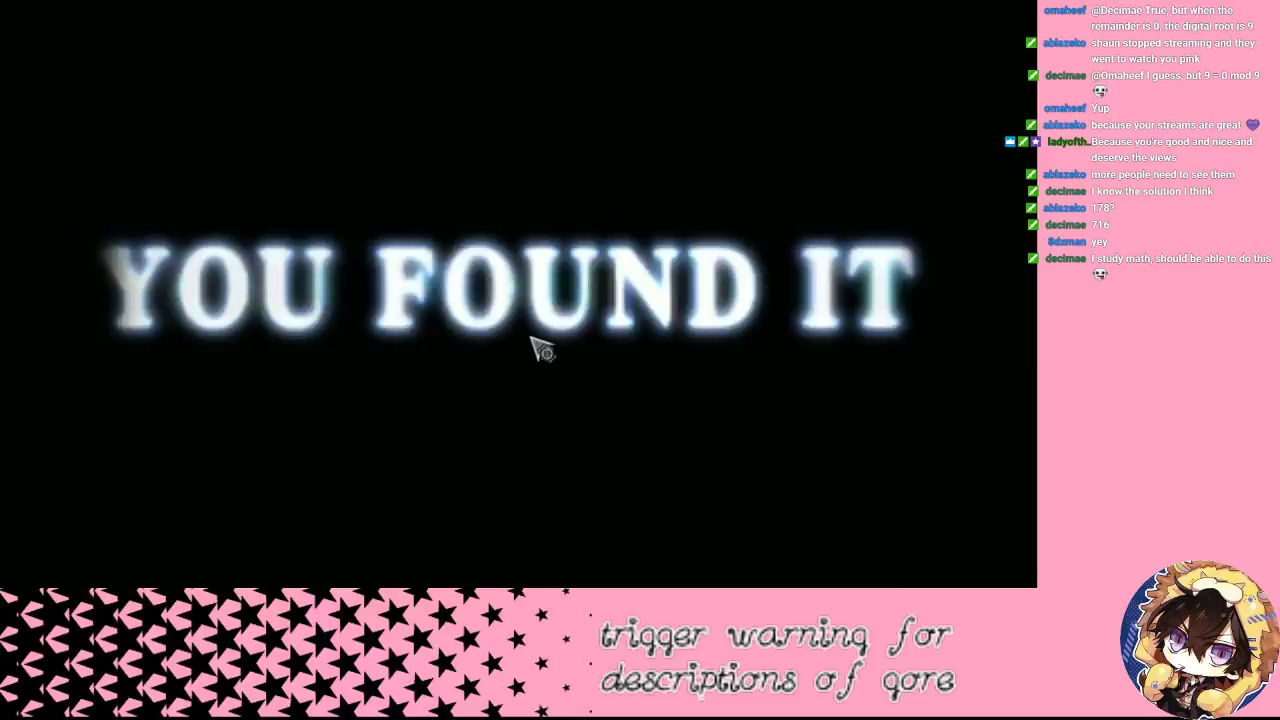 YOU FOUND IT
omaheef @Decimae True, but when the
remainder is 0, the digital root is 9
ablazeko shaun stopped streaming and they
went to watch you pink
decimae @Omaheef I guess, but 9 = 0 mod 9
omaheef Yup
ablazeko because your streams are great
ladyofth.. Because you're good and nice and
deserve the views
ablazeko more people need to see them
decimae I know the solution I think
ablazeko 178?
decimae 716
8dxman yey
decimae I study math, should be able to do this
trigger warning for
descriptions of gore